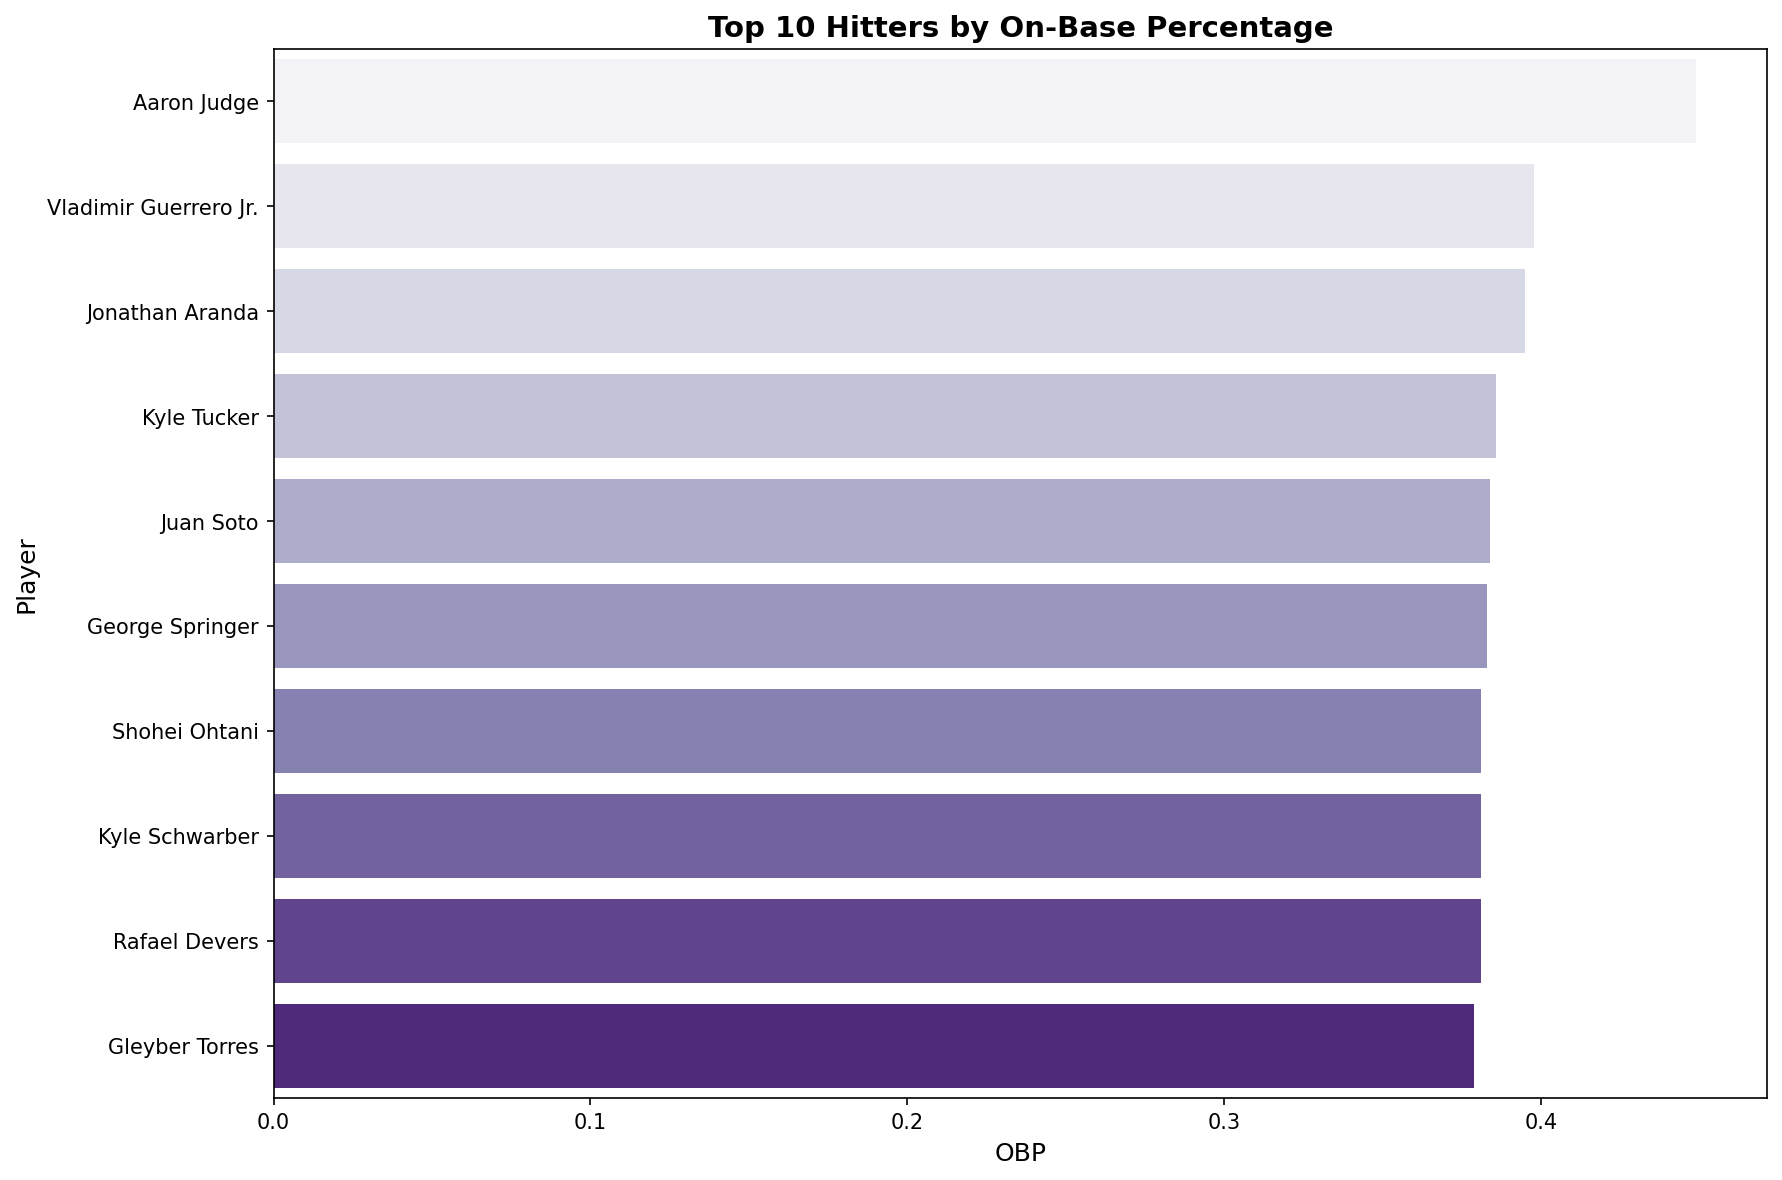 Top 10 Hitters by On-Base Percentage
Aaron Judge
Vladimir Guerrero Jr.
Jonathan Aranda
Kyle Tucker
Juan Soto
George Springer
Shohei Ohtani
Kyle Schwarber
Rafael Devers
Gleyber Torres
Player
0.0 0.1 0.2 0.3 0.4
OBP